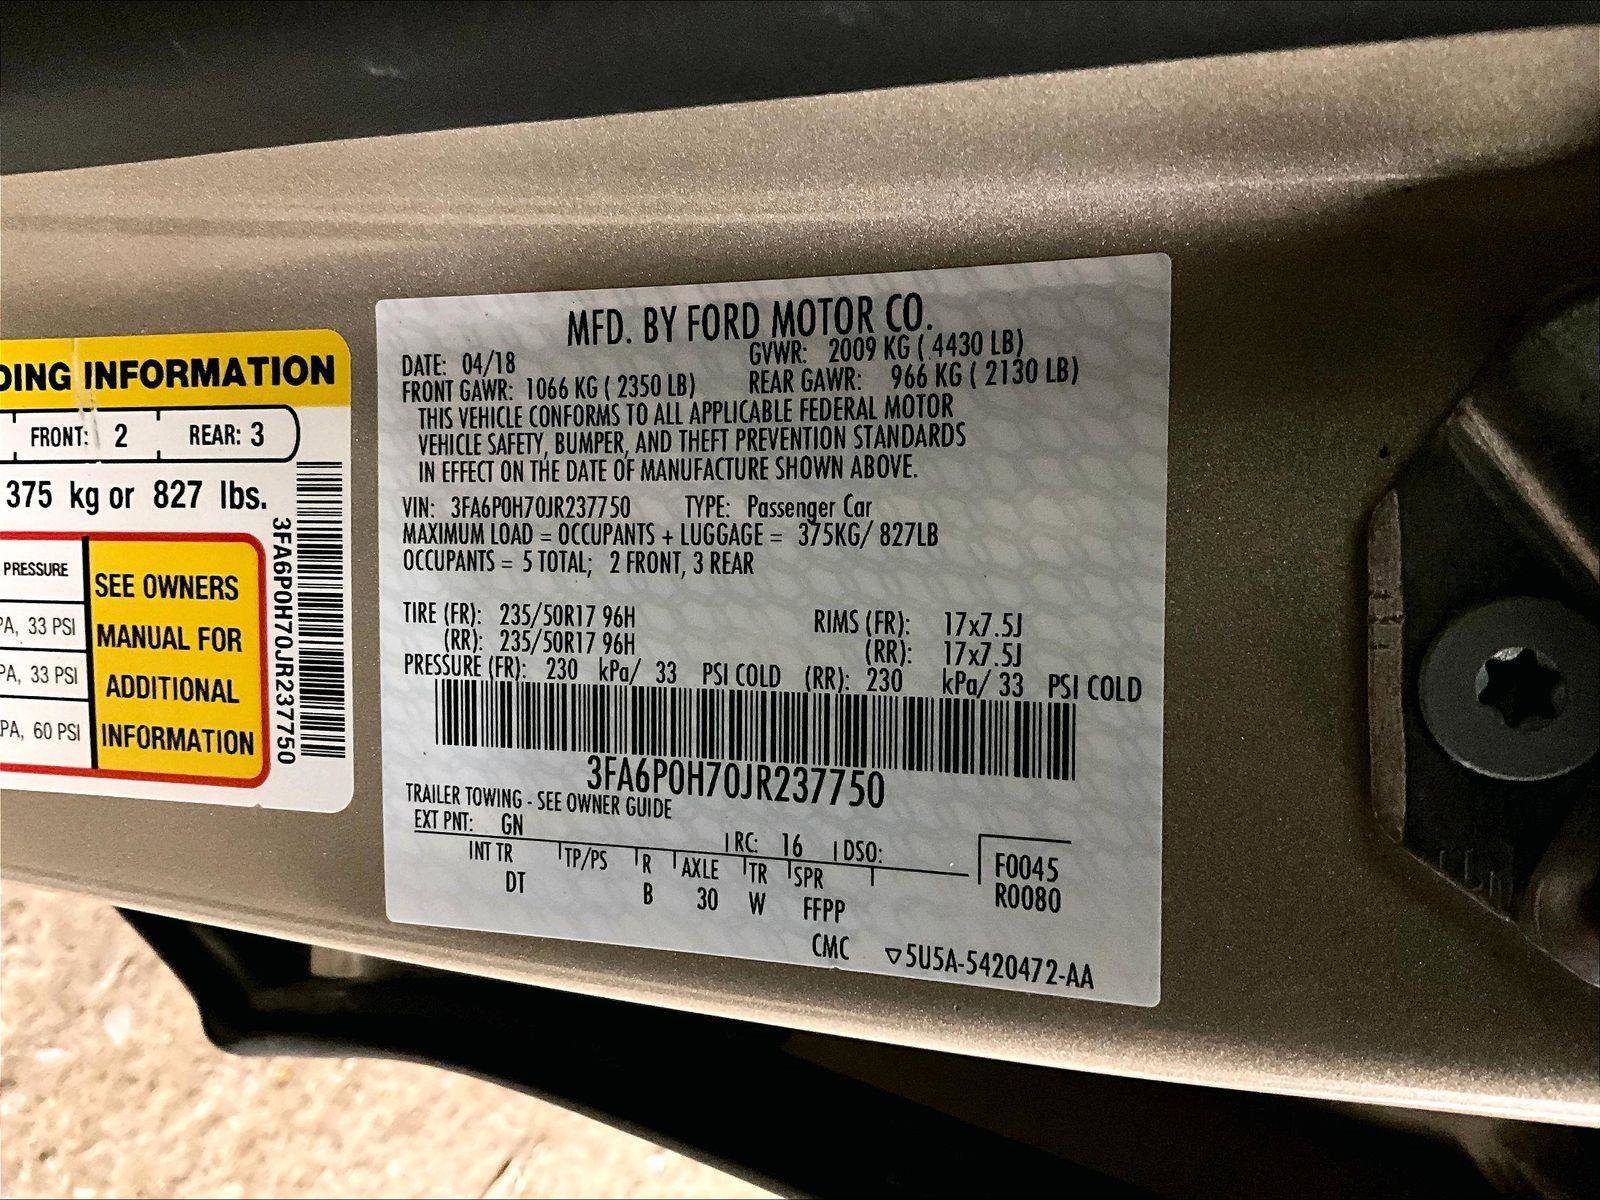 DING INFORMATION
FRONT: 2 REAR: 3
375 kg or 827 lbs.
PRESSURE
PA, 33 PSI
PA, 33 PSI
PA, 60 PSI
SEE OWNERS
MANUAL FOR
ADDITIONAL
INFORMATION
3FA6P0H70JR237750
MFD. BY FORD MOTOR CO.
DATE: 04/18 GVWR: 2009 KG ( 4430 LB)
FRONT GAWR: 1066 KG ( 2350 LB) REAR GAWR: 966 KG ( 2130 LB)
THIS VEHICLE CONFORMS TO ALL APPLICABLE FEDERAL MOTOR
VEHICLE SAFETY, BUMPER, AND THEFT PREVENTION STANDARDS
IN EFFECT ON THE DATE OF MANUFACTURE SHOWN ABOVE.
VIN: 3FA6P0H70JR237750 TYPE: Passenger Car
MAXIMUM LOAD = OCCUPANTS + LUGGAGE = 375KG/ 827LB
OCCUPANTS = 5 TOTAL; 2 FRONT, 3 REAR
TIRE (FR): 235/50R17 96H RIMS (FR): 17x7.5J
(RR): 235/50R17 96H (RR): 17x7.5J
PRESSURE (FR): 230 kPa/ 33 PSI COLD (RR): 230 kPa/ 33 PSI COLD
3FA6P0H70JR237750
TRAILER TOWING - SEE OWNER GUIDE
EXT PNT: GN RC: 16 DSO:
INT TR TP/PS R AXLE TR SPR
DT B 30 W FFPP
F0045
R0080
CMC ▽5U5A-5420472-AA